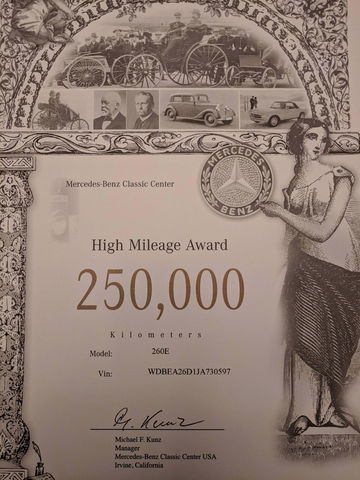 MERCEDES
BENZ
Mercedes-Benz Classic Center
High Mileage Award
250,000
Kilometers
Model: 260E
Vin: WDBEA26D1JA730597
Michael F. Kunz
Manager
Mercedes-Benz Classic Center USA
Irvine, California